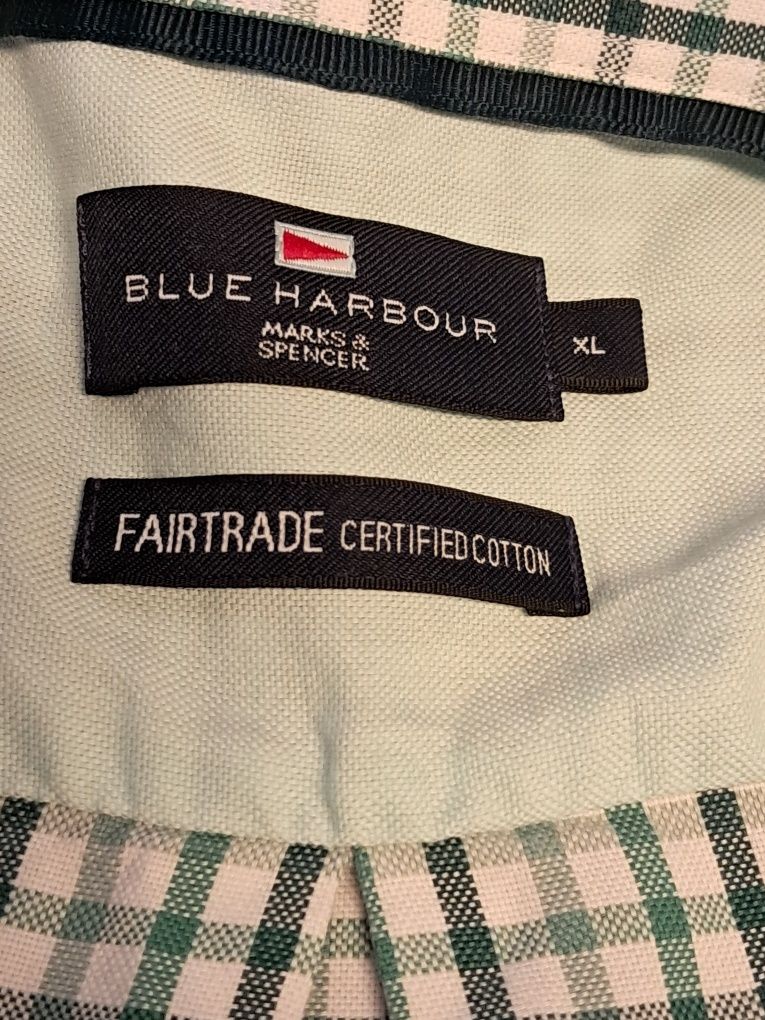 BLUE HARBOUR
MARKS &
SPENCER
XL
FAIRTRADE CERTIFIED COTTON